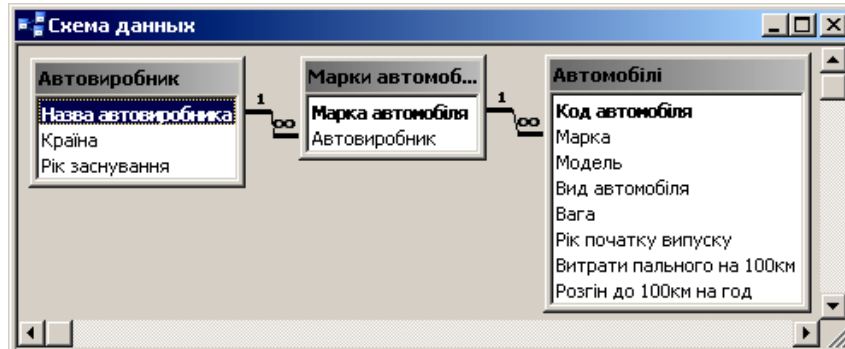 Схема данных
Автовиробник
Назва автовиробника
Країна
Рік заснування
1
∞
Марки автомоб...
Марка автомобіля
Автовиробник
1
∞
Автомобілі
Код автомобіля
Марка
Модель
Вид автомобіля
Вага
Рік початку випуску
Витрати пального на 100км
Розгін до 100км на год